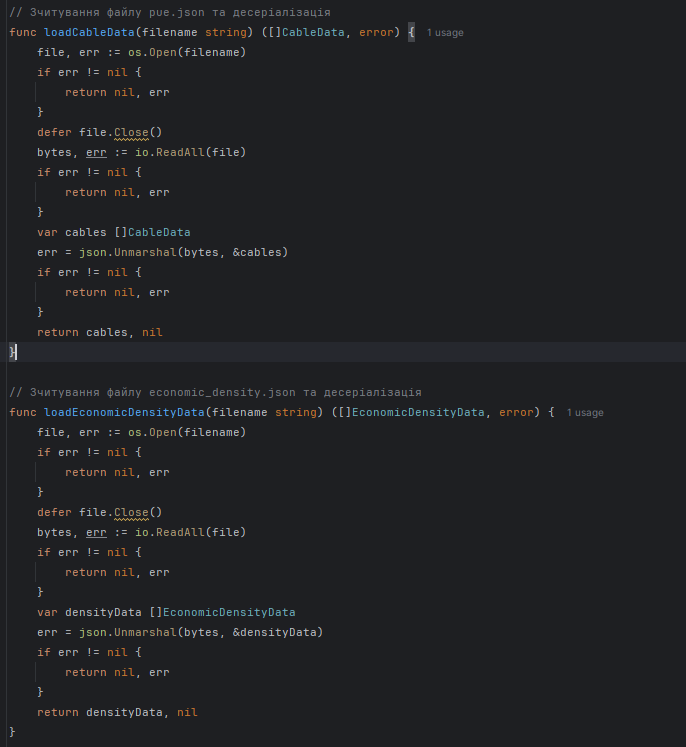 // Зчитування файлу pue.json та десеріалізація
func loadCableData(filename string) ([]CableData, error) { 1 usage
    file, err := os.Open(filename)
    if err != nil {
        return nil, err
    }
    defer file.Close()
    bytes, err := io.ReadAll(file)
    if err != nil {
        return nil, err
    }
    var cables []CableData
    err = json.Unmarshal(bytes, &cables)
    if err != nil {
        return nil, err
    }
    return cables, nil
}

// Зчитування файлу economic_density.json та десеріалізація
func loadEconomicDensityData(filename string) ([]EconomicDensityData, error) { 1 usage
    file, err := os.Open(filename)
    if err != nil {
        return nil, err
    }
    defer file.Close()
    bytes, err := io.ReadAll(file)
    if err != nil {
        return nil, err
    }
    var densityData []EconomicDensityData
    err = json.Unmarshal(bytes, &densityData)
    if err != nil {
        return nil, err
    }
    return densityData, nil
}